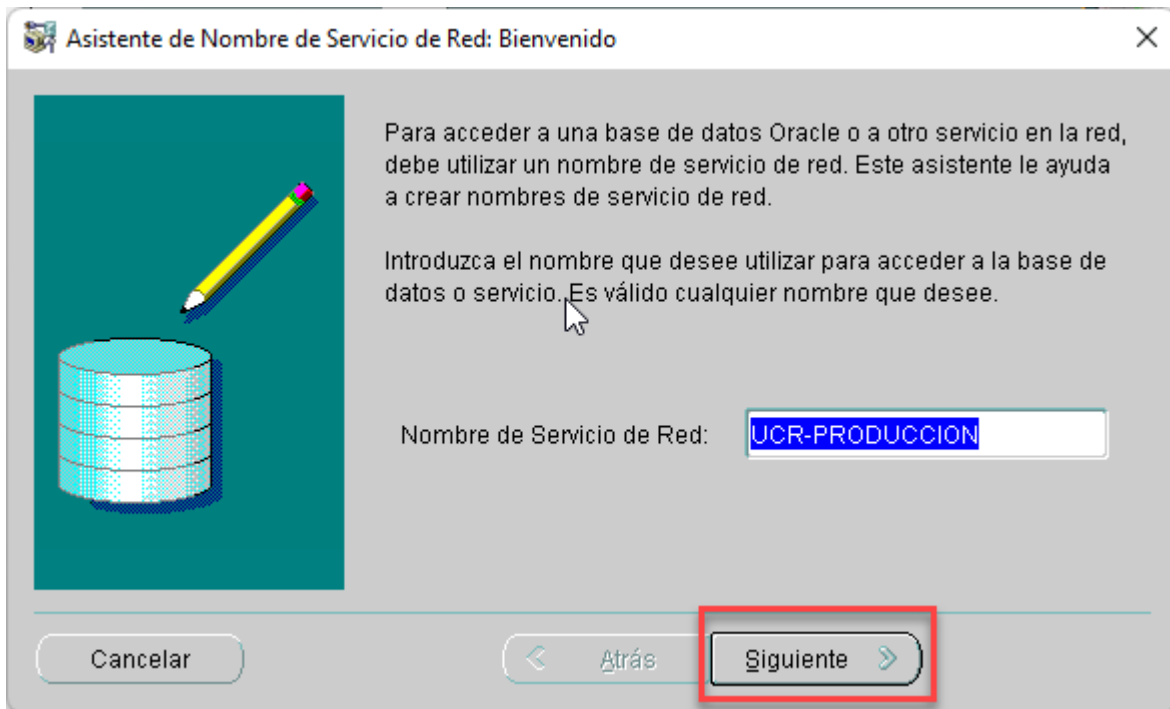 Asistente de Nombre de Servicio de Red: Bienvenido
Para acceder a una base de datos Oracle o a otro servicio en la red,
debe utilizar un nombre de servicio de red. Este asistente le ayuda
a crear nombres de servicio de red.
Introduzca el nombre que desee utilizar para acceder a la base de
datos o servicio. Es válido cualquier nombre que desee.
Nombre de Servicio de Red: UCR-PRODUCCION
Cancelar Atrás Siguiente